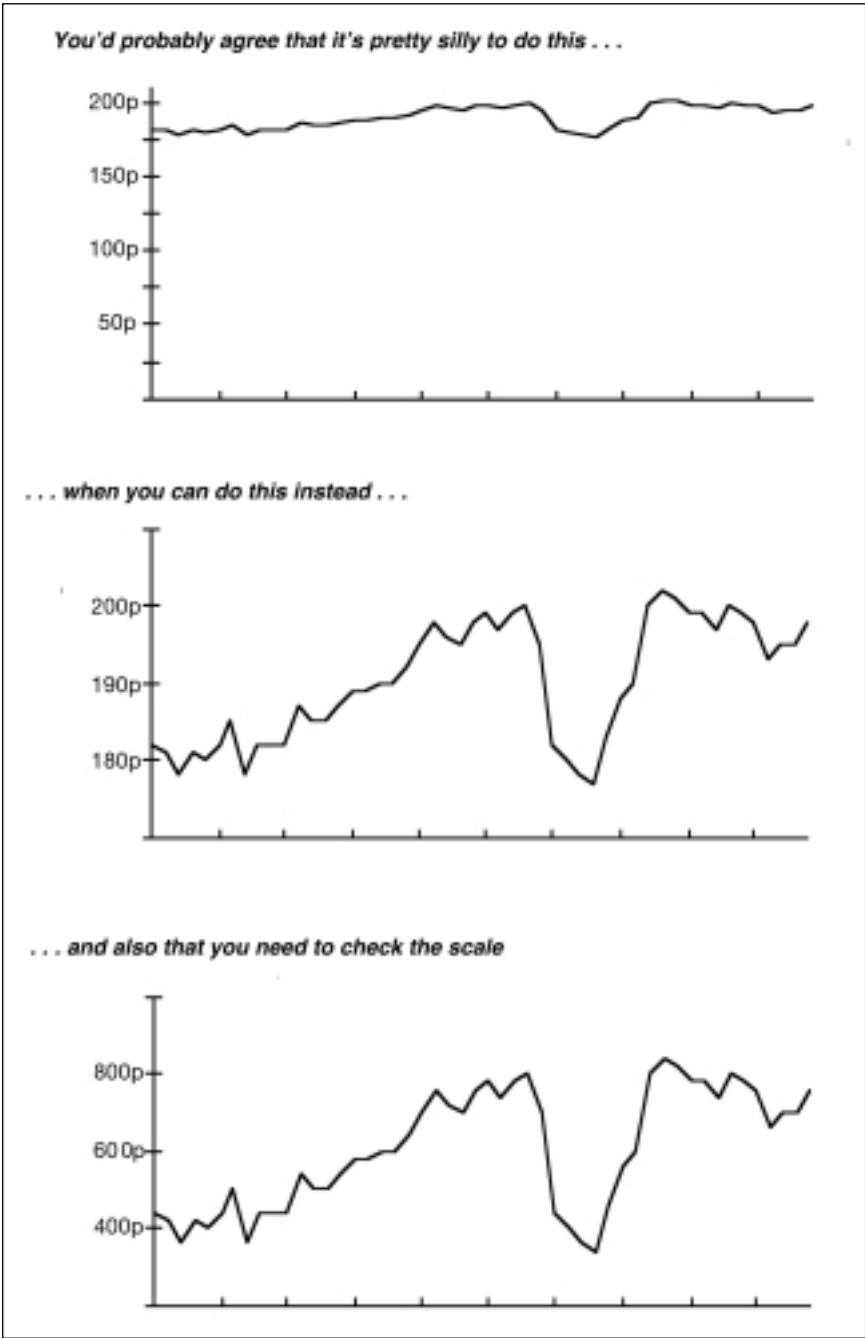 You'd probably agree that it's pretty silly to do this . . .
200p
150p
100p
50p
. . . when you can do this instead . . .
200p
190p
180p
. . . and also that you need to check the scale
800p
600p
400p